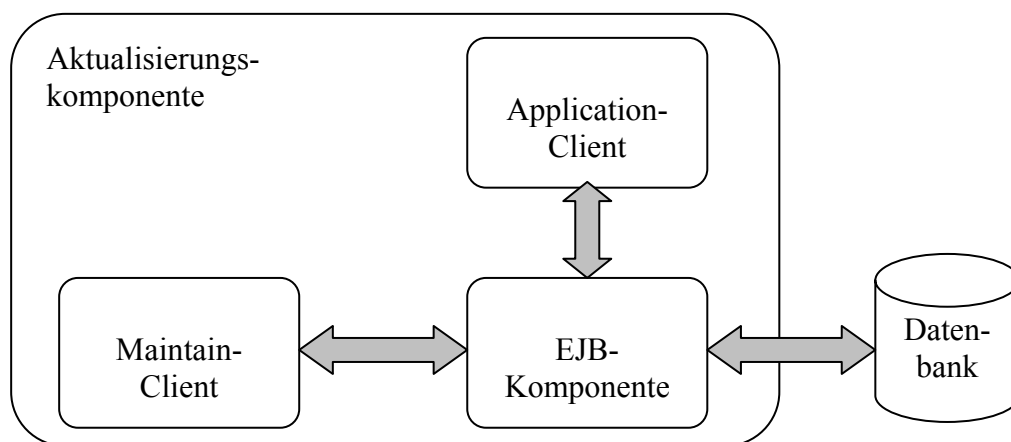 Aktualisierungs-
komponente
Application-
Client
Maintain-
Client
EJB-
Komponente
Daten-
bank